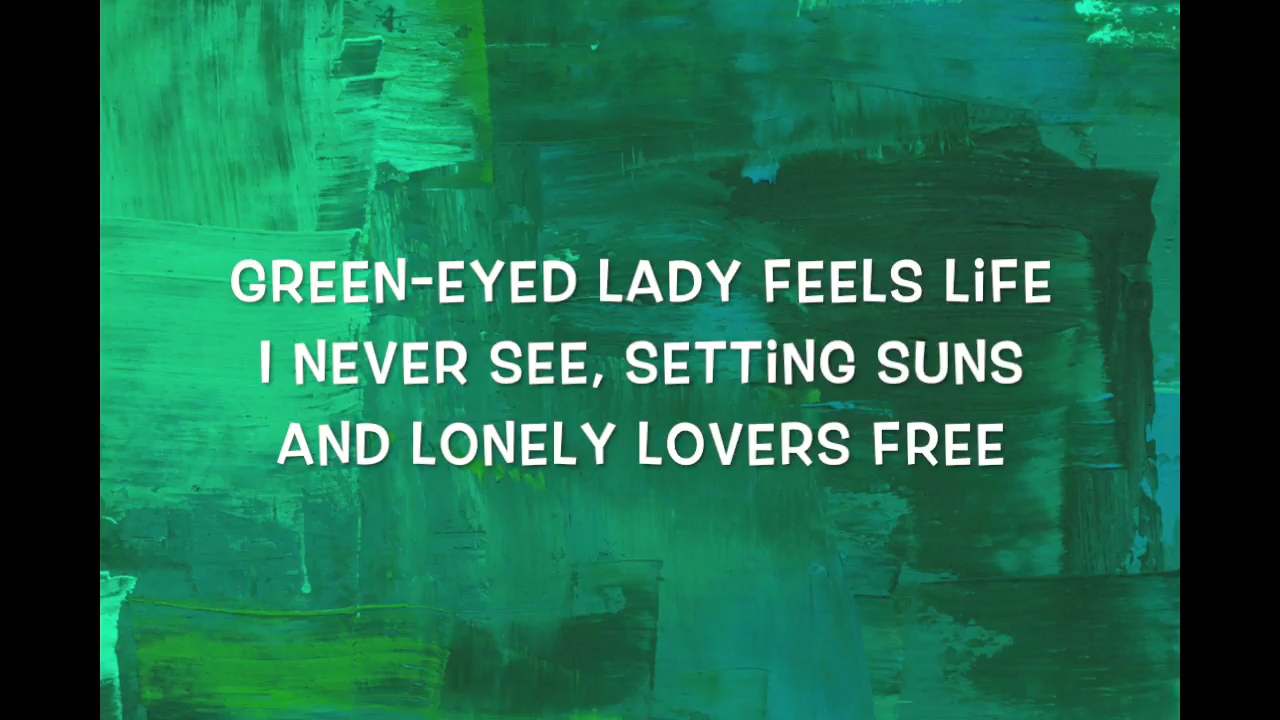 GREEN-EYED LADY FEELS LiFE
I NEVER SEE, SETTiNG SUNS
AND LONELY LOVERS FREE